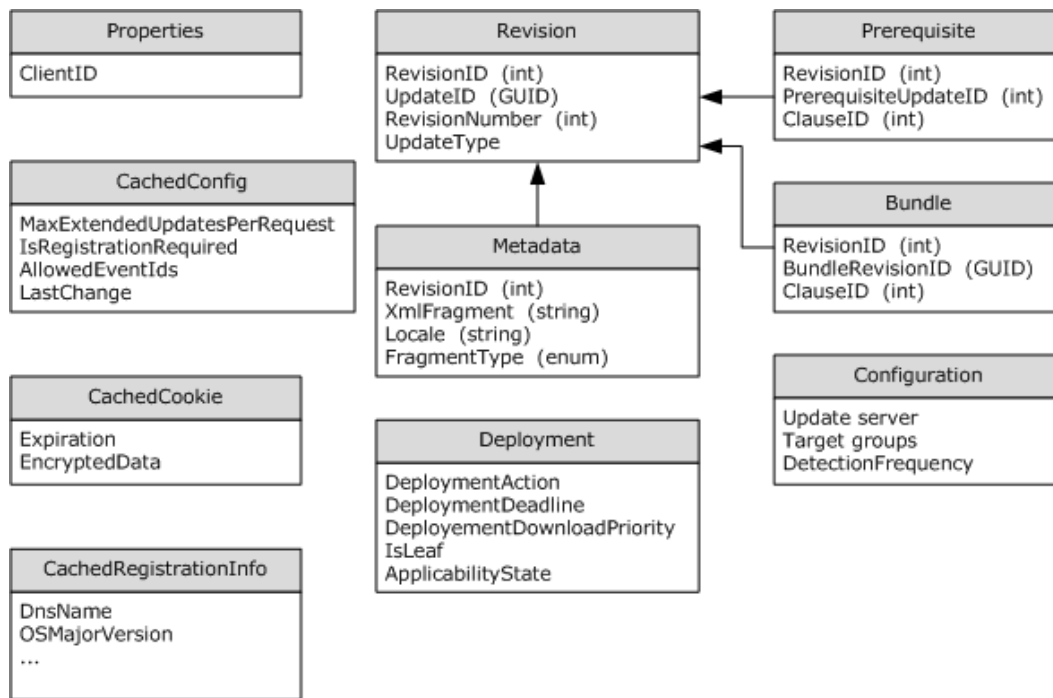 Properties
ClientID
CachedConfig
MaxExtendedUpdatesPerRequest
IsRegistrationRequired
AllowedEventIds
LastChange
CachedCookie
Expiration
EncryptedData
CachedRegistrationInfo
DnsName
OSMajorVersion
...
Revision
RevisionID (int)
UpdateID (GUID)
RevisionNumber (int)
UpdateType
Metadata
RevisionID (int)
XmlFragment (string)
Locale (string)
FragmentType (enum)
Deployment
DeploymentAction
DeploymentDeadline
DeployementDownloadPriority
IsLeaf
ApplicabilityState
Prerequisite
RevisionID (int)
PrerequisiteUpdateID (int)
ClauseID (int)
Bundle
RevisionID (int)
BundleRevisionID (GUID)
ClauseID (int)
Configuration
Update server
Target groups
DetectionFrequency